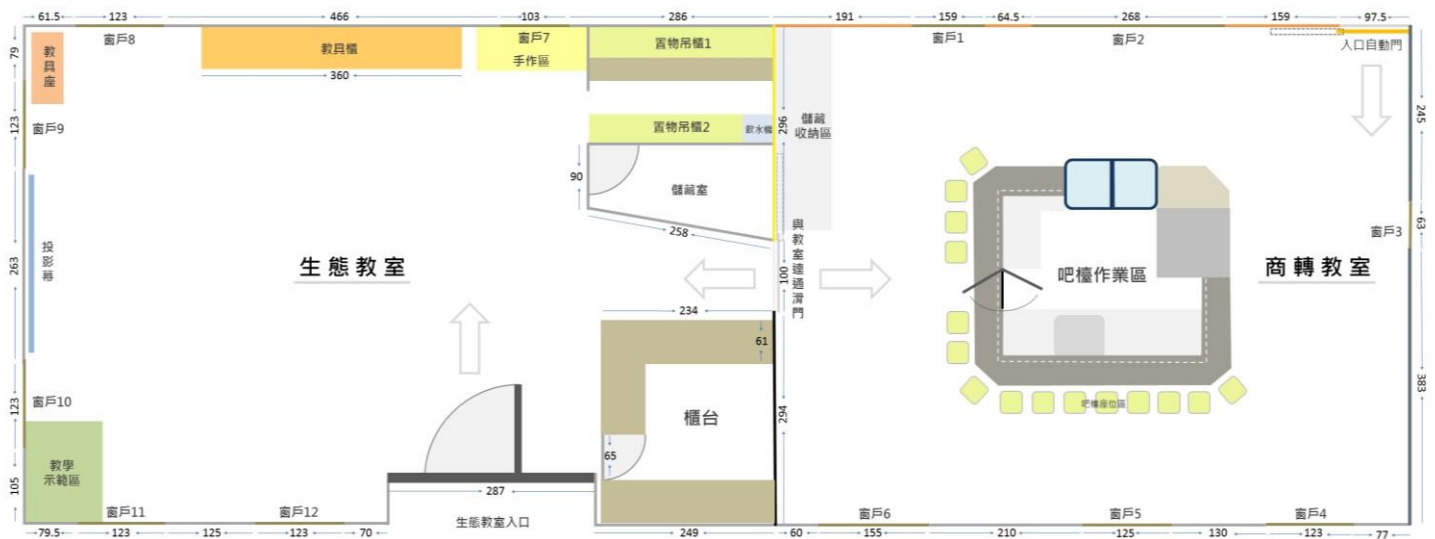 61.5 123 466 103 286 191 159 64.5 268 159 97.5
窗戶8
窗戶7
窗戶1
窗戶2
入口自動門
教具座
教具櫃
手作區
置物吊櫃1
360
79
123
窗戶9
置物吊櫃2
飲水機
296
儲藏
收納區
245
90
儲藏室
258
63
窗戶3
263
投影幕
生態教室
100
與教室連通滑門
吧檯作業區
商轉教室
234
61
123
窗戶10
櫃台
294
吧檯座位區
383
65
105
教學
示範區
287
窗戶11
窗戶12
生態教室入口
窗戶6
窗戶5
窗戶4
79.5 123 125 123 70 249 60 155 210 125 130 123 77